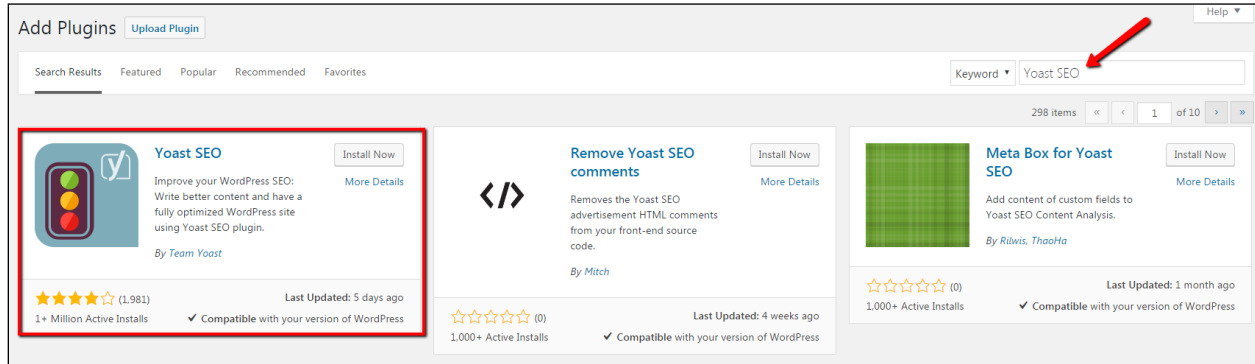 Help ▼
Add Plugins Upload Plugin
Search Results Featured Popular Recommended Favorites Keyword ▼ Yoast SEO
298 items « ‹ 1 of 10 › »
Yoast SEO
Install Now
More Details
Improve your WordPress SEO:
Write better content and have a
fully optimized WordPress site
using Yoast SEO plugin.
By Team Yoast
(1,981)
Last Updated: 5 days ago
1+ Million Active Installs
✔ Compatible with your version of WordPress
</>
Remove Yoast SEO
comments
Install Now
More Details
Removes the Yoast SEO
advertisement HTML comments
from your front-end source
code.
By Mitch
(0)
Last Updated: 4 weeks ago
1,000+ Active Installs
✔ Compatible with your version of WordPress
Meta Box for Yoast
SEO
Install Now
More Details
Add content of custom fields to
Yoast SEO Content Analysis.
By Rilwis, ThaoHa
(0)
Last Updated: 1 month ago
1,000+ Active Installs
✔ Compatible with your version of WordPress